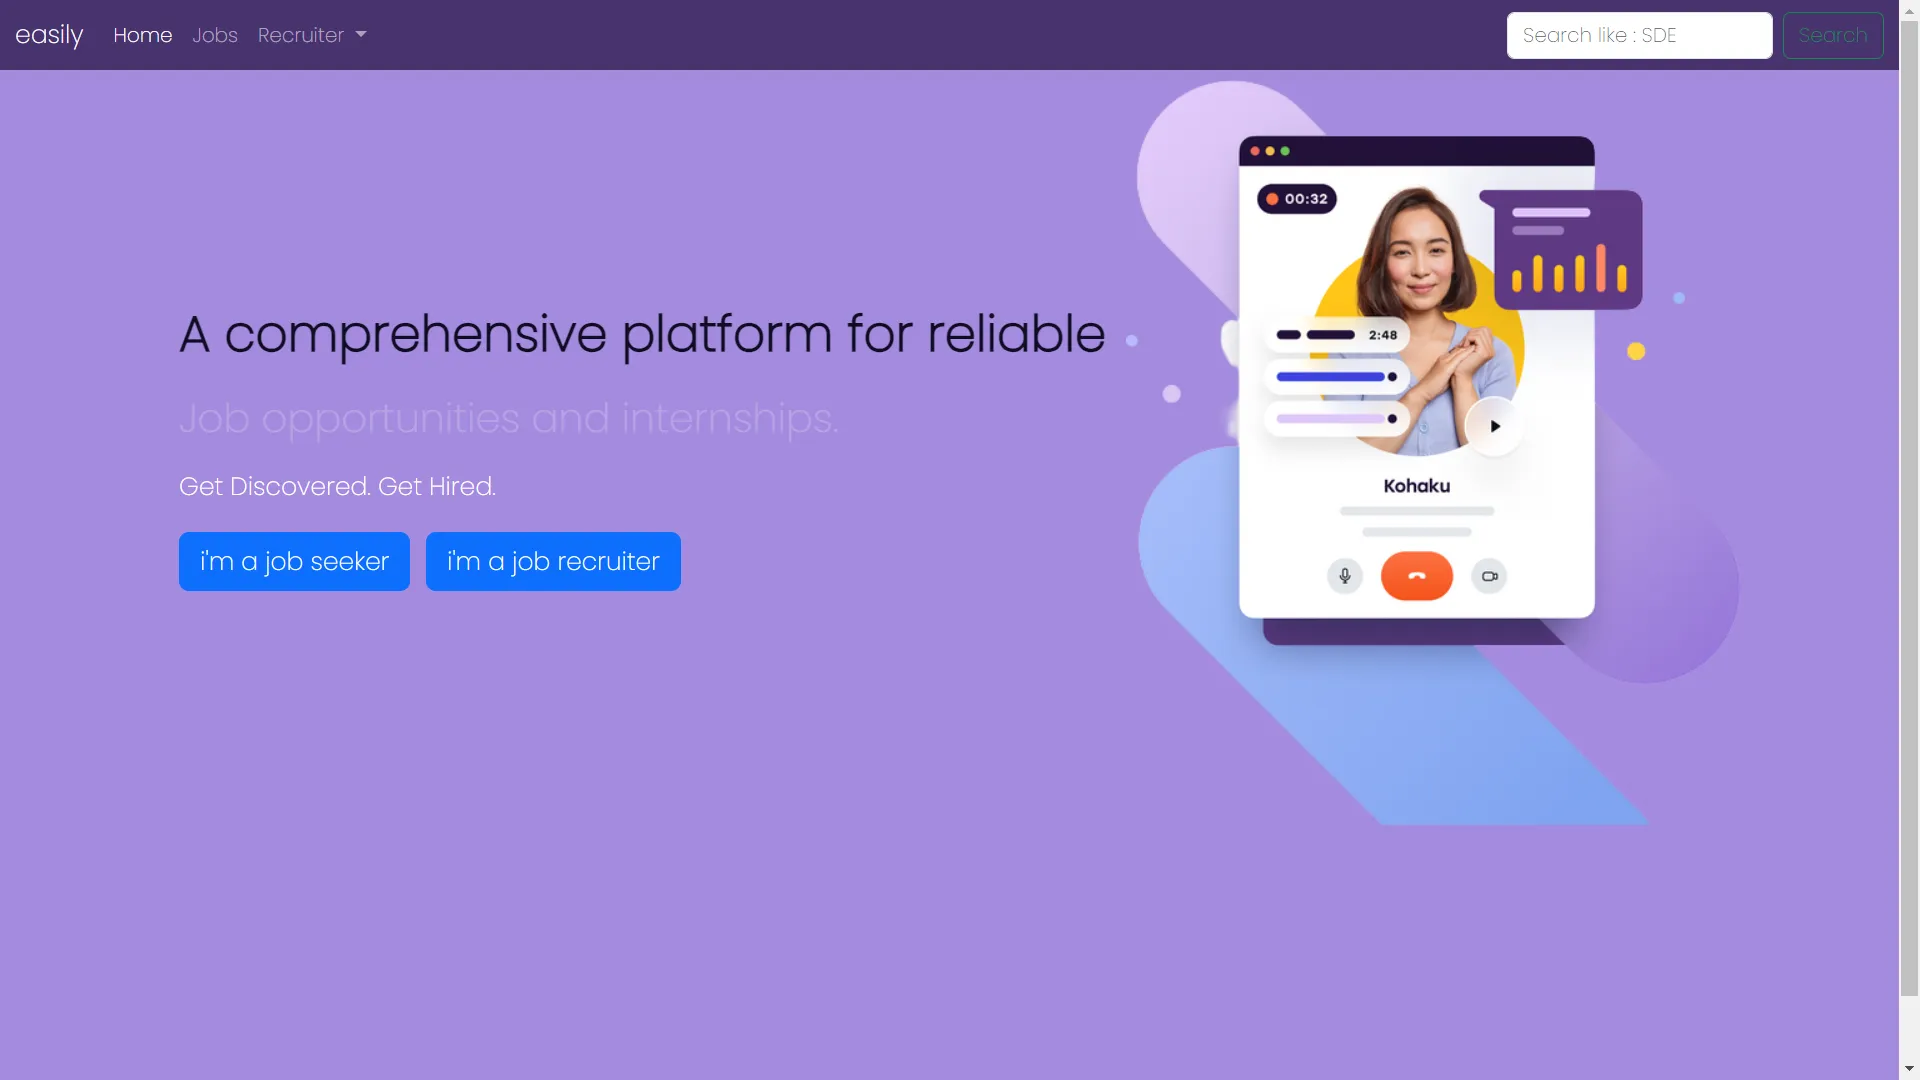 easily
Home Jobs Recruiter
Search like : SDE
Search
00:32
2:48
Kohaku
A comprehensive platform for reliable
Job opportunities and internships.
Get Discovered. Get Hired.
i'm a job seeker
i'm a job recruiter